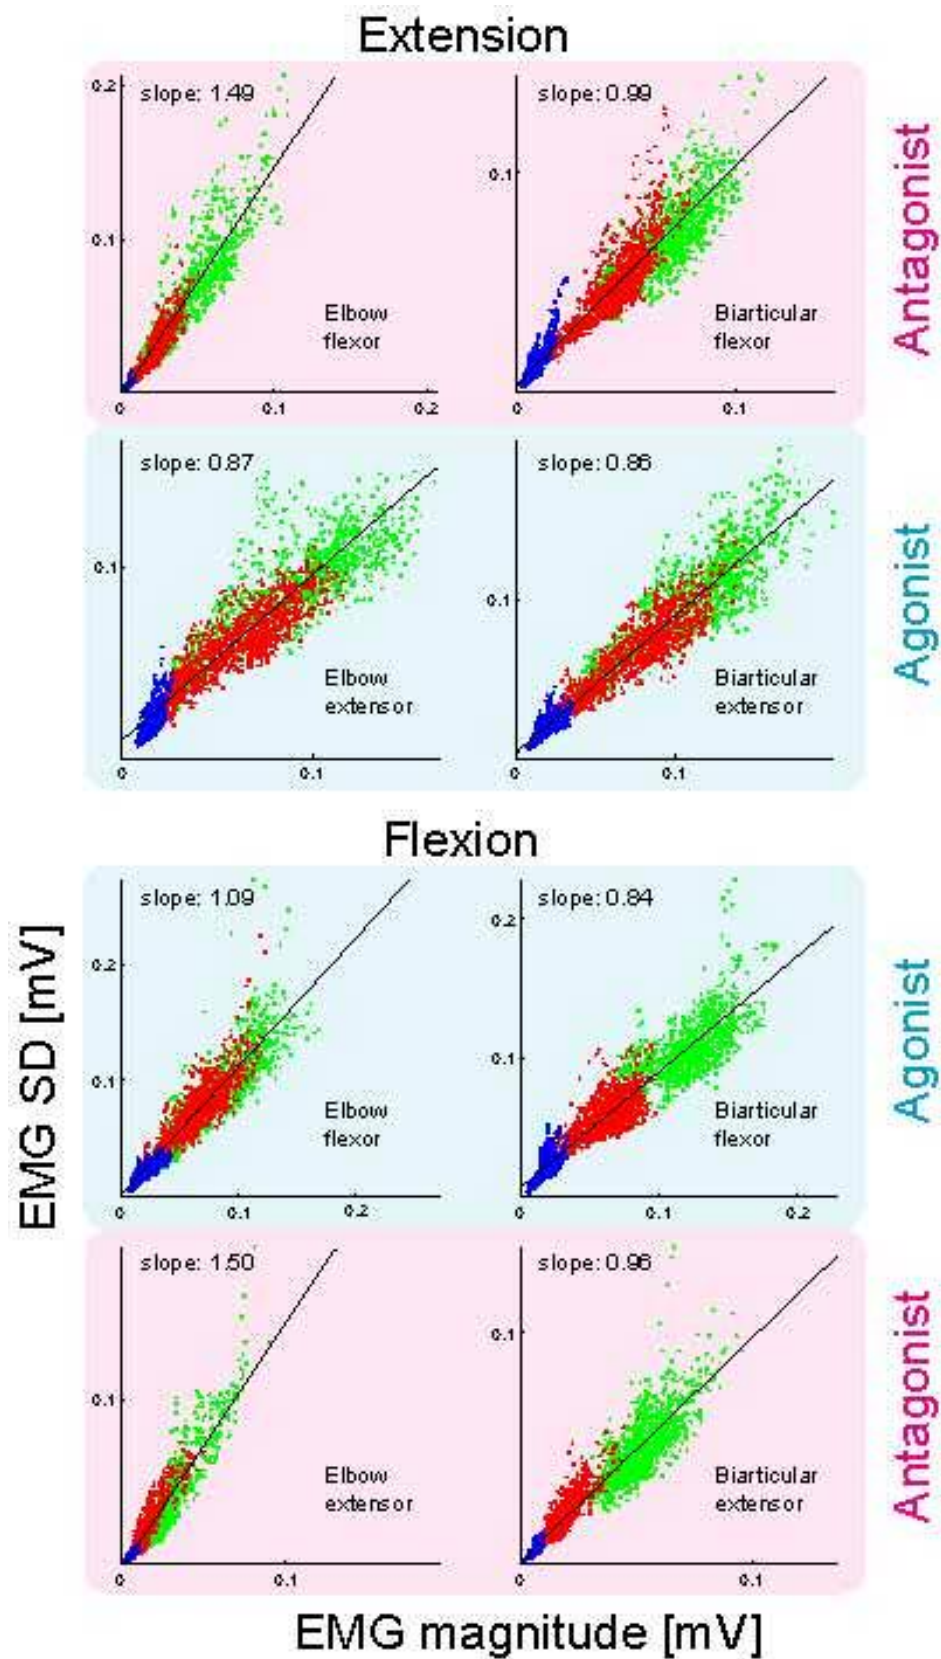 Extension
0.2
slope: 1.49
0.1
Elbow
flexor
0
0.1
0.2
slope: 0.99
0.1
Biarticular
flexor
0
0.1
Antagonist
slope: 0.87
0.1
Elbow
extensor
0
0.1
slope: 0.86
0.1
Biarticular
extensor
0
0.1
Agonist
Flexion
slope: 1.09
0.2
0.1
Elbow
flexor
0
0.1
0.2
slope: 0.84
0.2
0.1
Biarticular
flexor
0
0.1
0.2
Agonist
EMG SD [mV]
slope: 1.50
0.1
Elbow
extensor
0
0.1
slope: 0.96
0.1
Biarticular
extensor
0
0.1
Antagonist
EMG magnitude [mV]